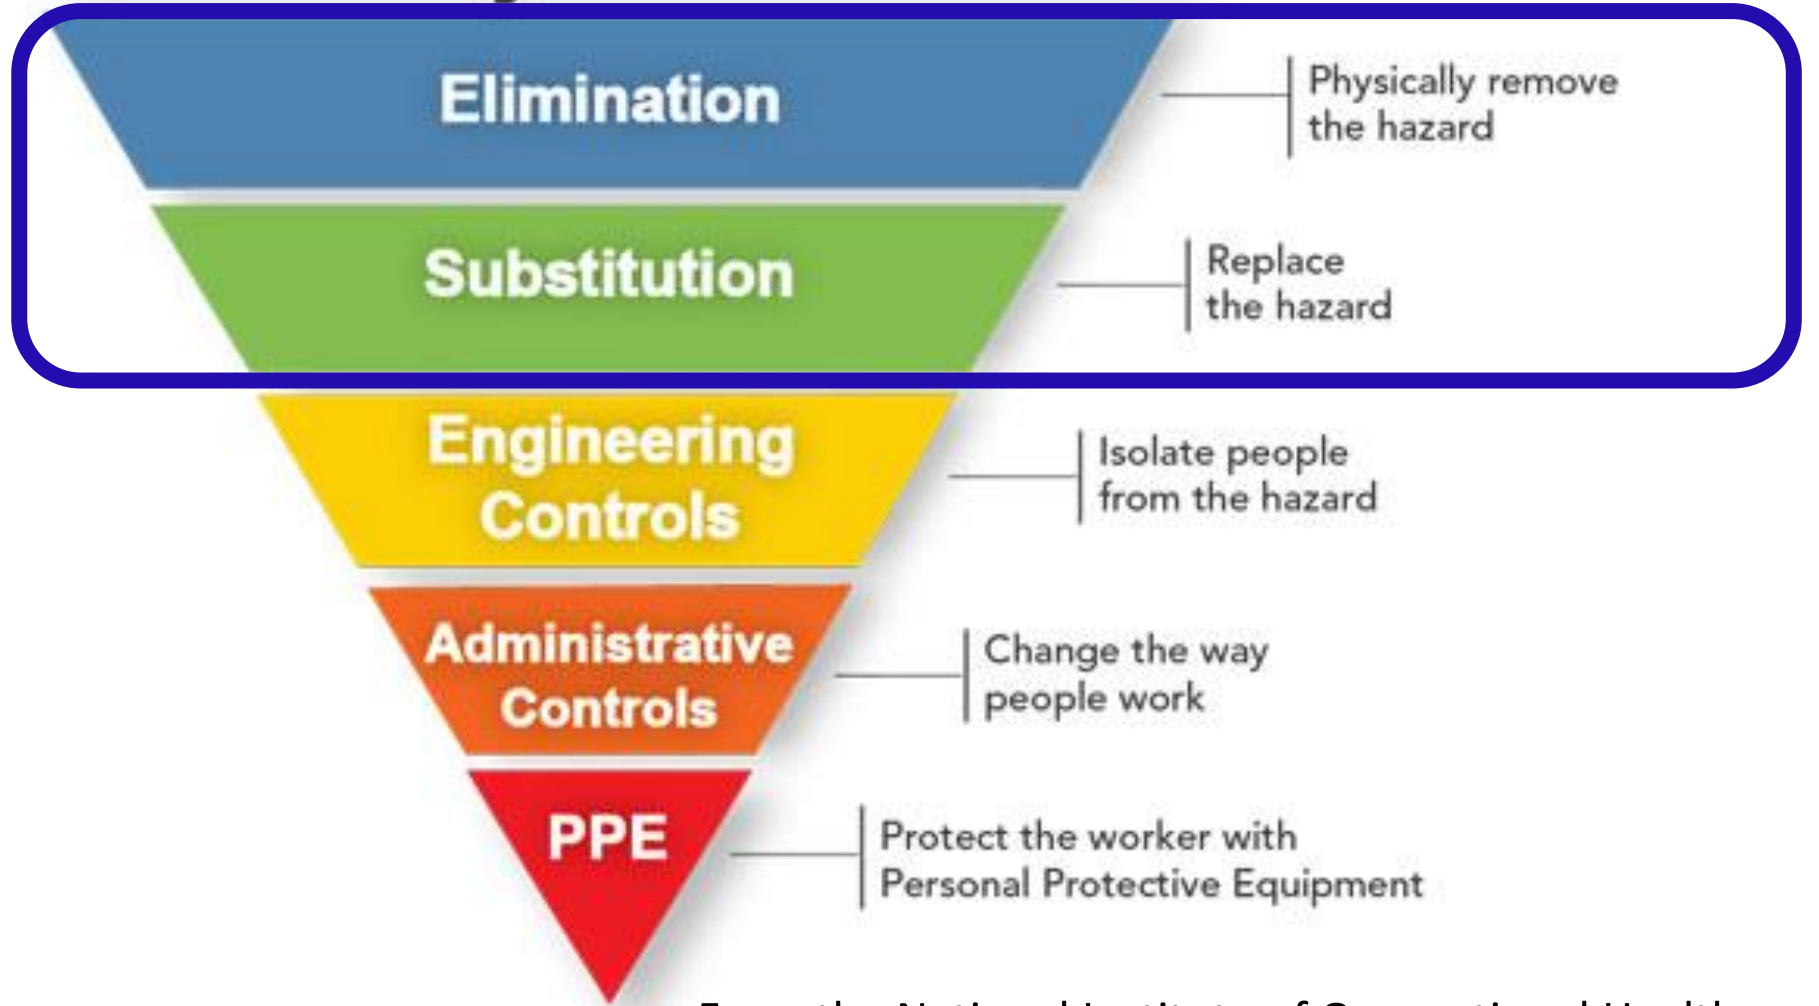 Elimination
Physically remove
the hazard
Substitution
Replace
the hazard
Engineering
Controls
Isolate people
from the hazard
Administrative
Controls
Change the way
people work
PPE
Protect the worker with
Personal Protective Equipment